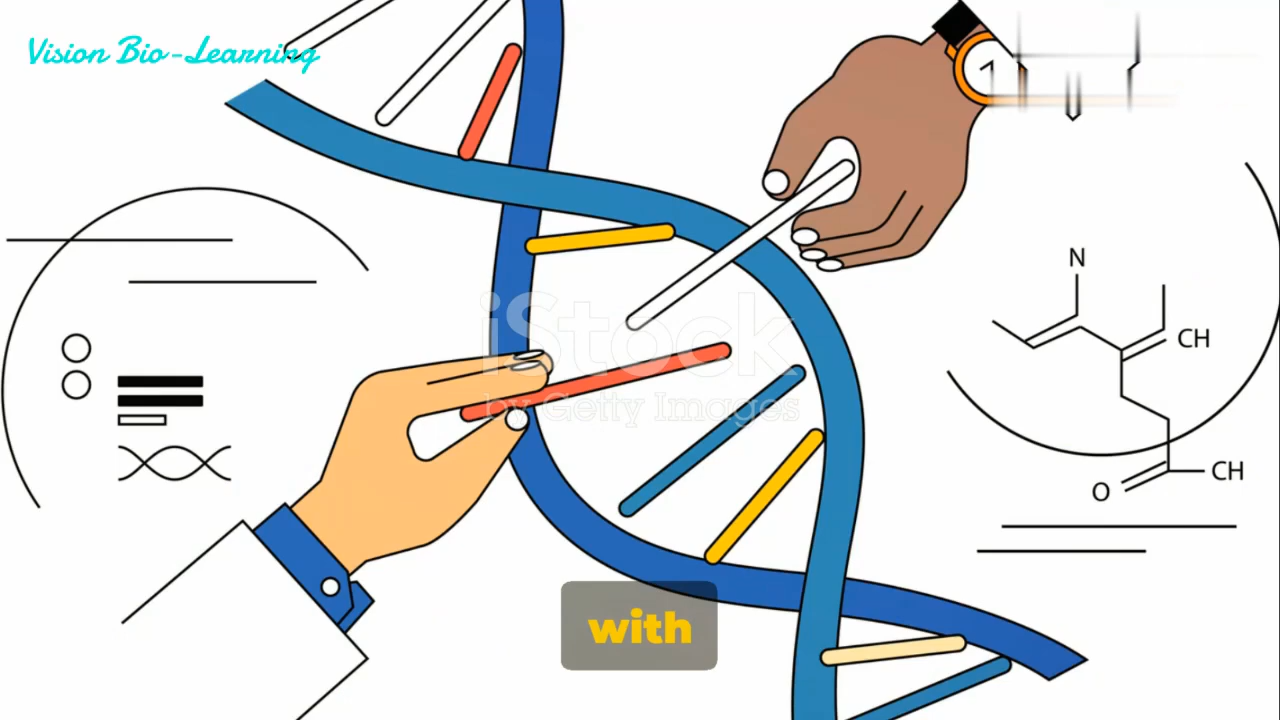 Vision Bio-Learning
N
CH
iStock
by Getty Images
O
CH
with